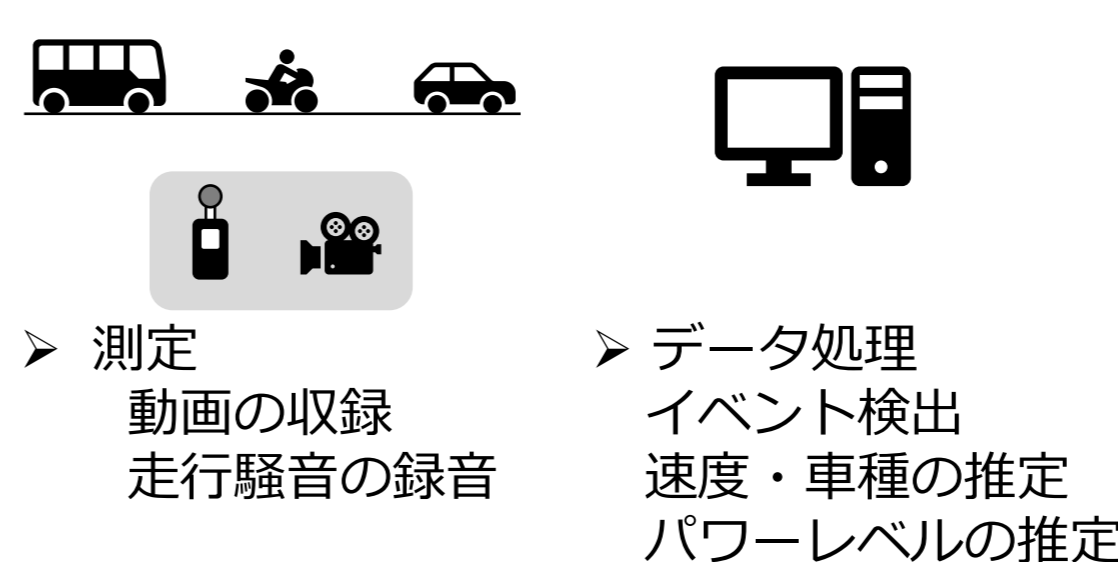 ➢ 測定
動画の収録
走行騒音の録音
➢ データ処理
イベント検出
速度・車種の推定
パワーレベルの推定